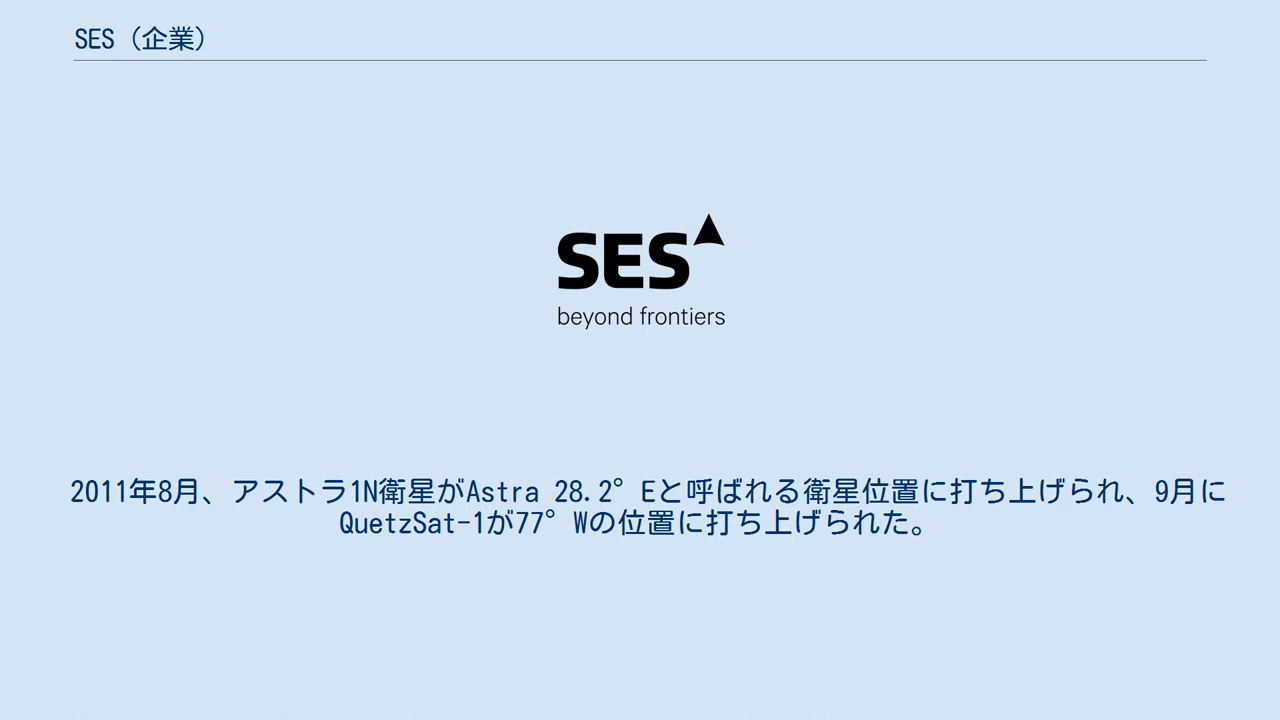 SES（企業）
SES
beyond frontiers
2011年8月、アストラ1N衛星がAstra 28.2°Eと呼ばれる衛星位置に打ち上げられ、9月に
QuetzSat-1が77°Wの位置に打ち上げられた。